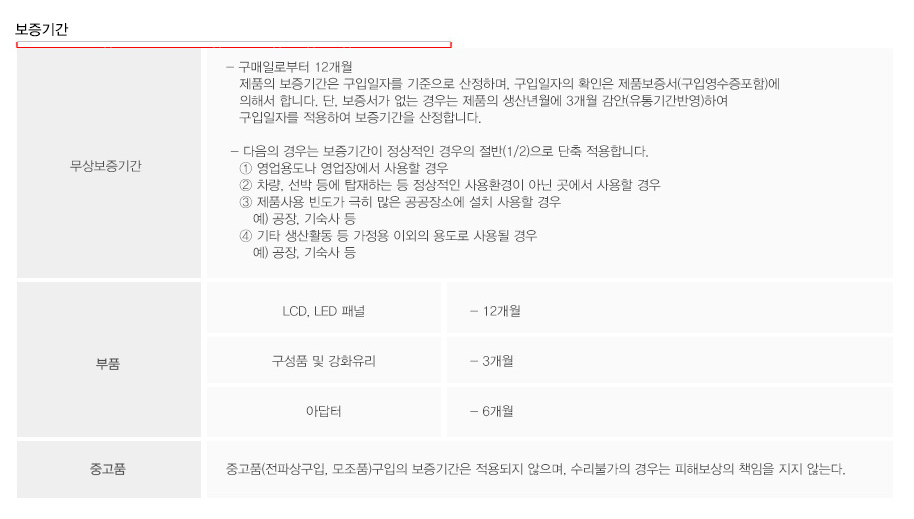 보증기간
무상보증기간
- 구매일로부터 12개월
제품의 보증기간은 구입일자를 기준으로 산정하며, 구입일자의 확인은 제품보증서(구입영수증포함)에
의해서 합니다. 단, 보증서가 없는 경우는 제품의 생산년월에 3개월 감안(유통기간반영)하여
구입일자를 적용하여 보증기간을 산정합니다.
- 다음의 경우는 보증기간이 정상적인 경우의 절반(1/2)으로 단축 적용합니다.
① 영업용도나 영업장에서 사용할 경우
② 차량, 선박 등에 탑재하는 등 정상적인 사용환경이 아닌 곳에서 사용할 경우
③ 제품사용 빈도가 극히 많은 공공장소에 설치 사용할 경우
예) 공장, 기숙사 등
④ 기타 생산활동 등 가정용 이외의 용도로 사용될 경우
예) 공장, 기숙사 등
부품
LCD, LED 패널
- 12개월
구성품 및 강화유리
- 3개월
아답터
- 6개월
중고품
중고품(전파상구입, 모조품)구입의 보증기간은 적용되지 않으며, 수리불가의 경우는 피해보상의 책임을 지지 않는다.